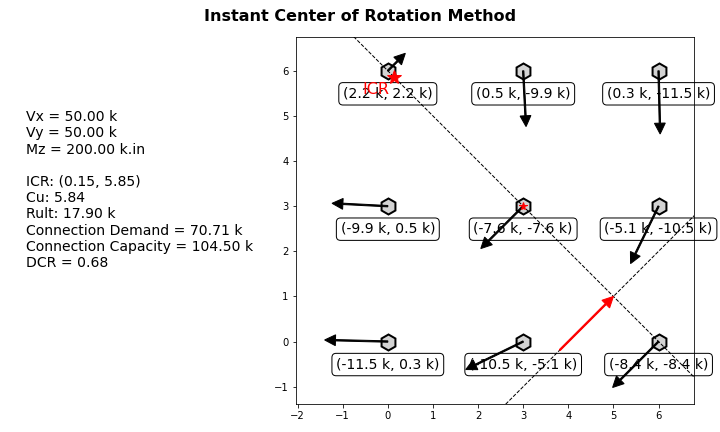 Instant Center of Rotation Method
Vx = 50.00 k
Vy = 50.00 k
Mz = 200.00 k.in
ICR: (0.15, 5.85)
Cu: 5.84
Rult: 17.90 k
Connection Demand = 70.71 k
Connection Capacity = 104.50 k
DCR = 0.68
6
5
4
3
2
1
0
−1
−2
−1
0
1
2
3
4
5
6
ICR
(2.2 k, 2.2 k)
(0.5 k, -9.9 k)
(0.3 k, -11.5 k)
(-9.9 k, 0.5 k)
(-7.6 k, -7.6 k)
(-5.1 k, -10.5 k)
(-11.5 k, 0.3 k)
(-10.5 k, -5.1 k)
(-8.4 k, -8.4 k)